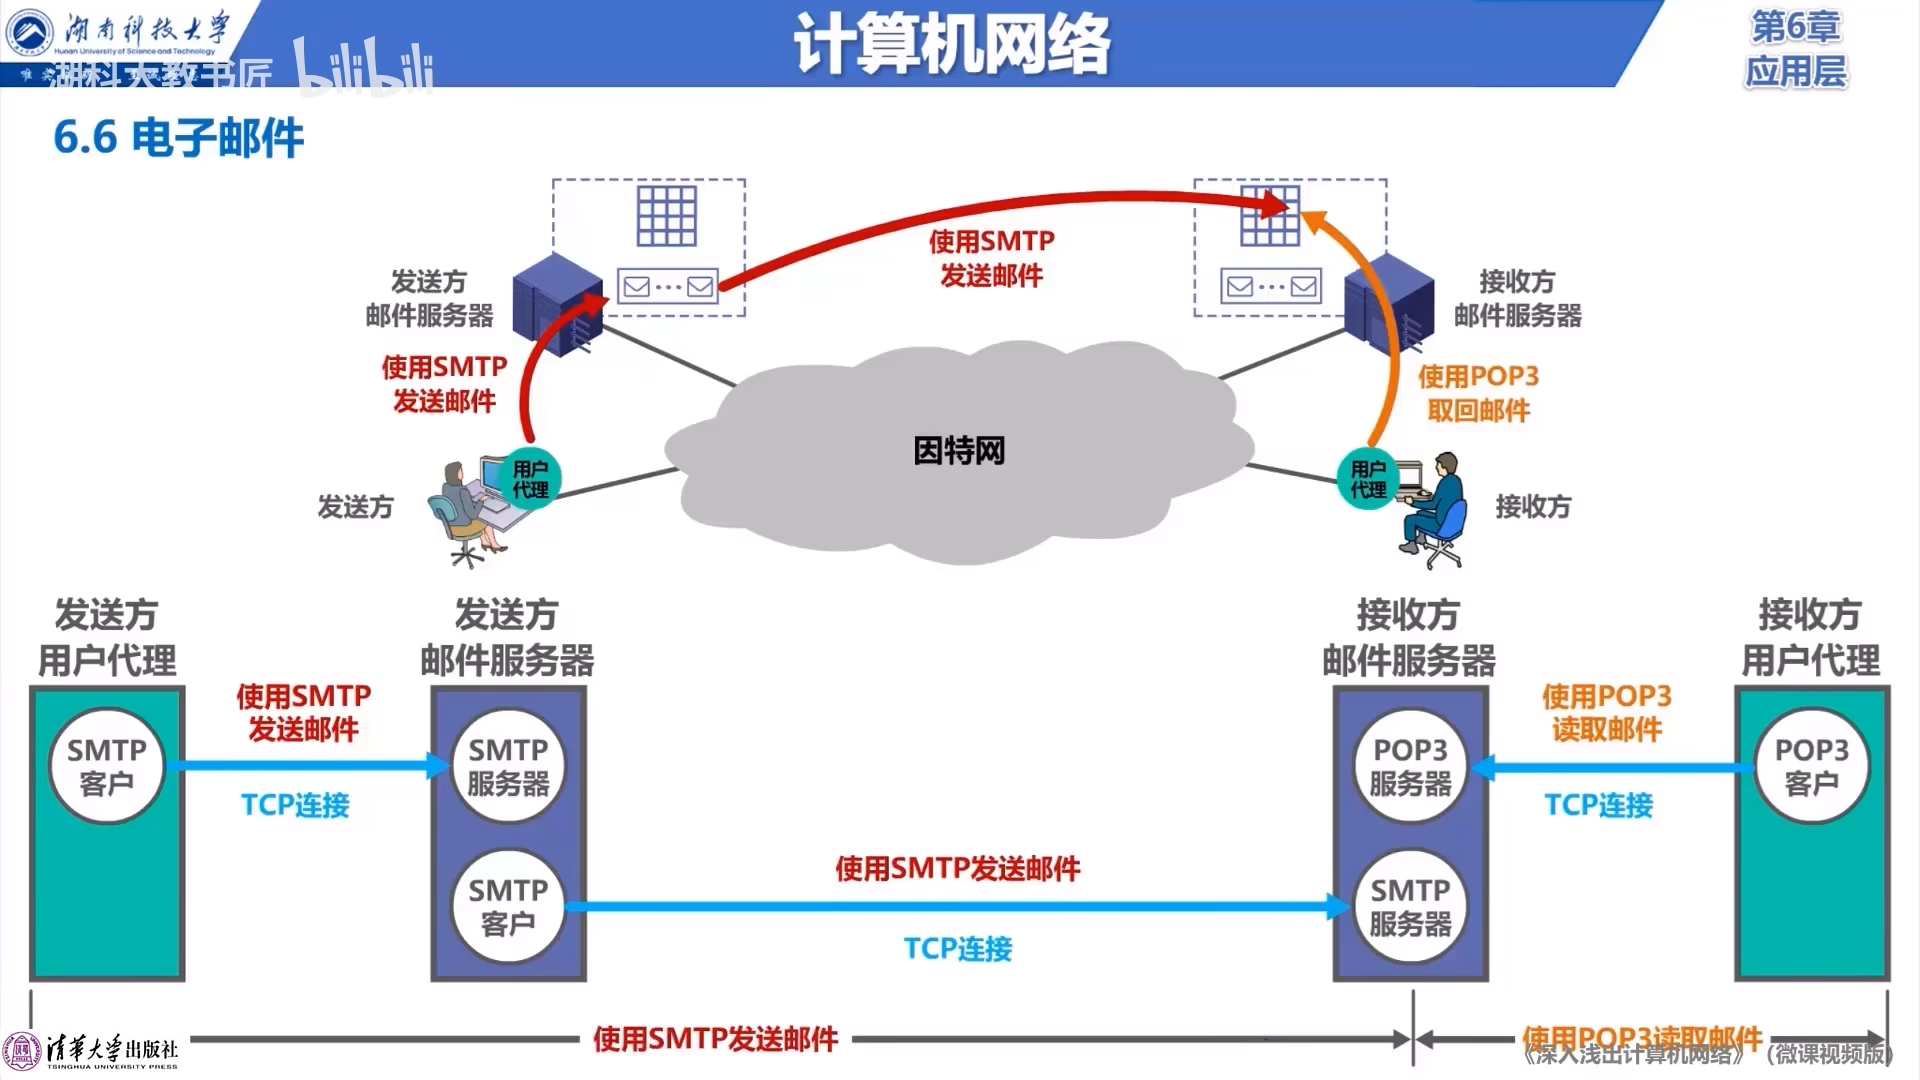 湖南科技大学
Hunan University of Science and Technology
湖科大教书匠 bilibili
计算机网络
第6章
应用层
6.6 电子邮件
发送方
邮件服务器
使用SMTP
发送邮件
使用SMTP
发送邮件
接收方
邮件服务器
使用POP3
取回邮件
因特网
发送方
用户
代理
用户
代理
接收方
发送方
用户代理
发送方
邮件服务器
接收方
邮件服务器
接收方
用户代理
SMTP
客户
使用SMTP
发送邮件
TCP连接
SMTP
服务器
SMTP
客户
使用SMTP发送邮件
TCP连接
POP3
服务器
SMTP
服务器
使用POP3
读取邮件
TCP连接
POP3
客户
使用SMTP发送邮件
使用POP3读取邮件
清华大学出版社
TSINGHUA UNIVERSITY PRESS
《深入浅出计算机网络》（微课视频版）